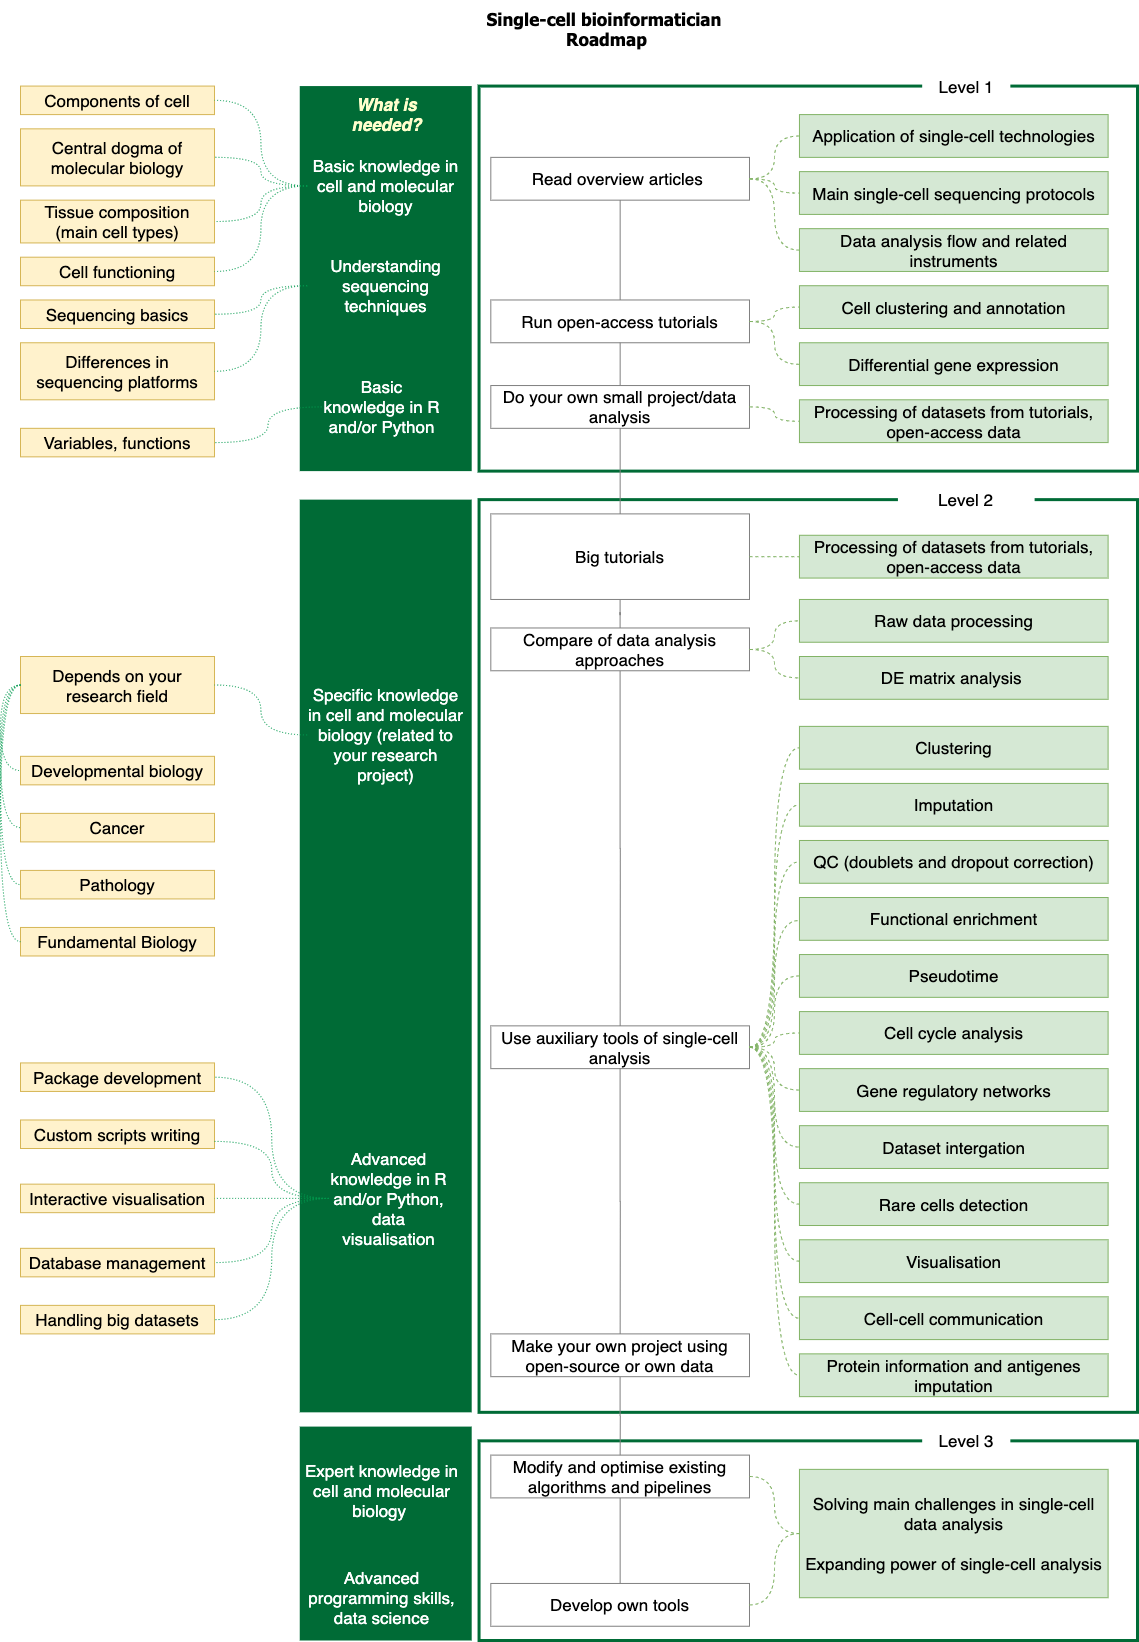 Single-cell bioinformatician
Roadmap
Components of cell
Central dogma of
molecular biology
Tissue composition
(main cell types)
Cell functioning
Sequencing basics
Differences in
sequencing platforms
Variables, functions
What is
needed?
Basic knowledge in
cell and molecular
biology
Understanding
sequencing
techniques
Basic
knowledge in R
and/or Python
Level 1
Read overview articles
Application of single-cell technologies
Main single-cell sequencing protocols
Data analysis flow and related
instruments
Run open-access tutorials
Cell clustering and annotation
Differential gene expression
Do your own small project/data
analysis
Processing of datasets from tutorials,
open-access data
Depends on your
research field
Developmental biology
Cancer
Pathology
Fundamental Biology
Package development
Custom scripts writing
Interactive visualisation
Database management
Handling big datasets
Specific knowledge
in cell and molecular
biology (related to
your research
project)
Advanced
knowledge in R
and/or Python,
data
visualisation
Level 2
Big tutorials
Processing of datasets from tutorials,
open-access data
Compare of data analysis
approaches
Raw data processing
DE matrix analysis
Use auxiliary tools of single-cell
analysis
Clustering
Imputation
QC (doublets and dropout correction)
Functional enrichment
Pseudotime
Cell cycle analysis
Gene regulatory networks
Dataset intergation
Rare cells detection
Visualisation
Cell-cell communication
Protein information and antigenes
imputation
Make your own project using
open-source or own data
Expert knowledge in
cell and molecular
biology
Advanced
programming skills,
data science
Level 3
Modify and optimise existing
algorithms and pipelines
Develop own tools
Solving main challenges in single-cell
data analysis
Expanding power of single-cell analysis